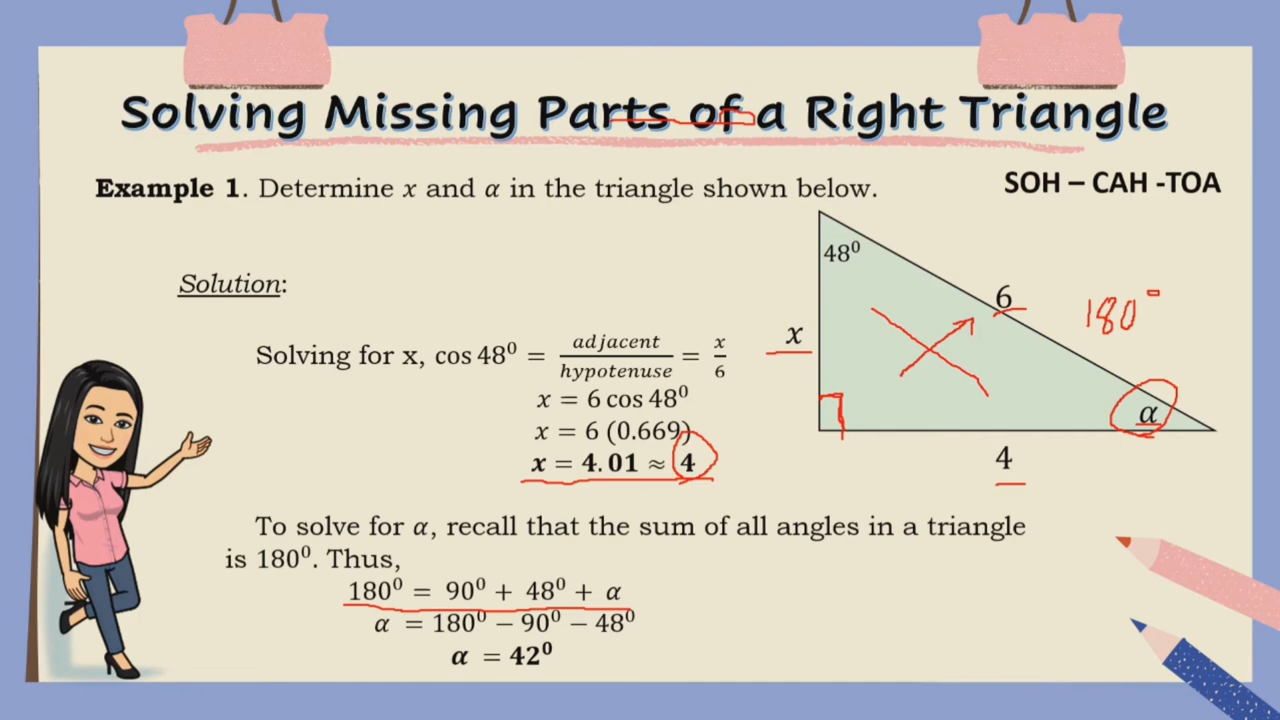 Solving Missing Parts of a Right Triangle
Example 1. Determine x and α in the triangle shown below.
SOH – CAH -TOA
48⁰
6
180°
x
α
4
Solution:
Solving for x, cos 48⁰ = adjacent/hypotenuse = x/6
x = 6 cos 48⁰
x = 6 (0.669)
x = 4.01 ≈ 4
To solve for α, recall that the sum of all angles in a triangle
is 180⁰. Thus,
180⁰ = 90⁰ + 48⁰ + α
α = 180⁰ − 90⁰ − 48⁰
α = 42⁰